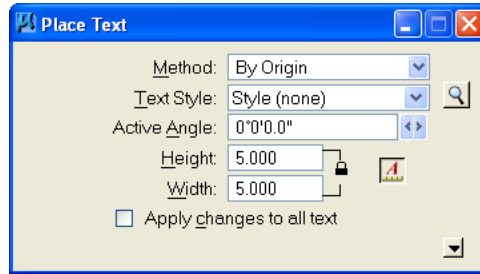 Place Text
Method: By Origin
Text Style: Style (none)
Active Angle: 0°0'0.0"
Height: 5.000
Width: 5.000
Apply changes to all text